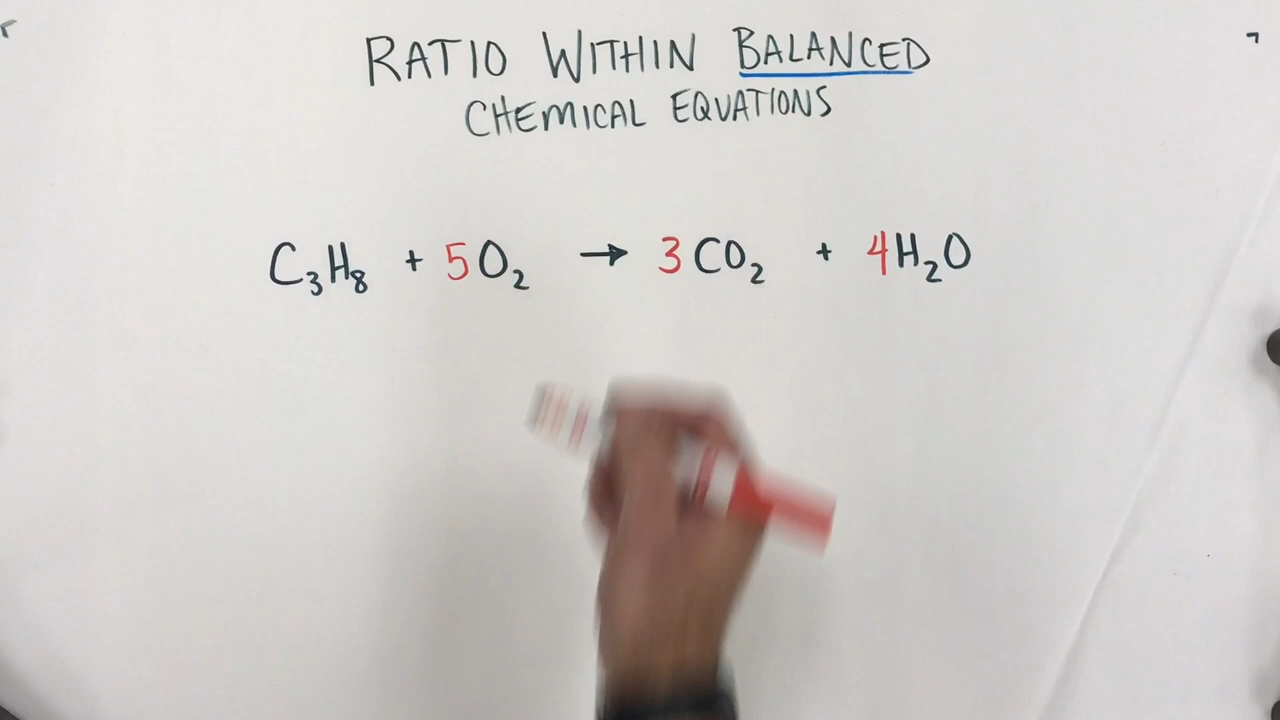 RATIO WITHIN BALANCED
CHEMICAL EQUATIONS
C₃H₈ + 5O₂ → 3CO₂ + 4H₂O